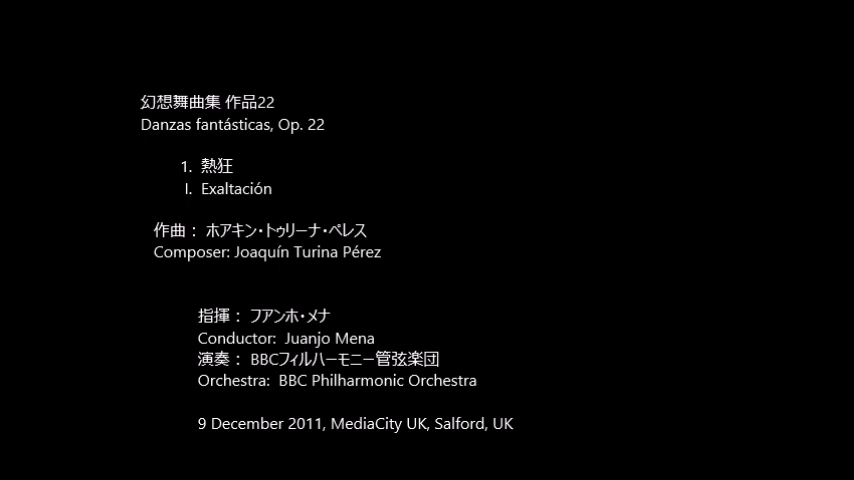 幻想舞曲集 作品22
Danzas fantásticas, Op. 22
1. 熱狂
I. Exaltación
作曲： ホアキン・トゥリーナ・ペレス
Composer: Joaquín Turina Pérez
指揮： フアンホ・メナ
Conductor: Juanjo Mena
演奏： BBCフィルハーモニー管弦楽団
Orchestra: BBC Philharmonic Orchestra
9 December 2011, MediaCity UK, Salford, UK